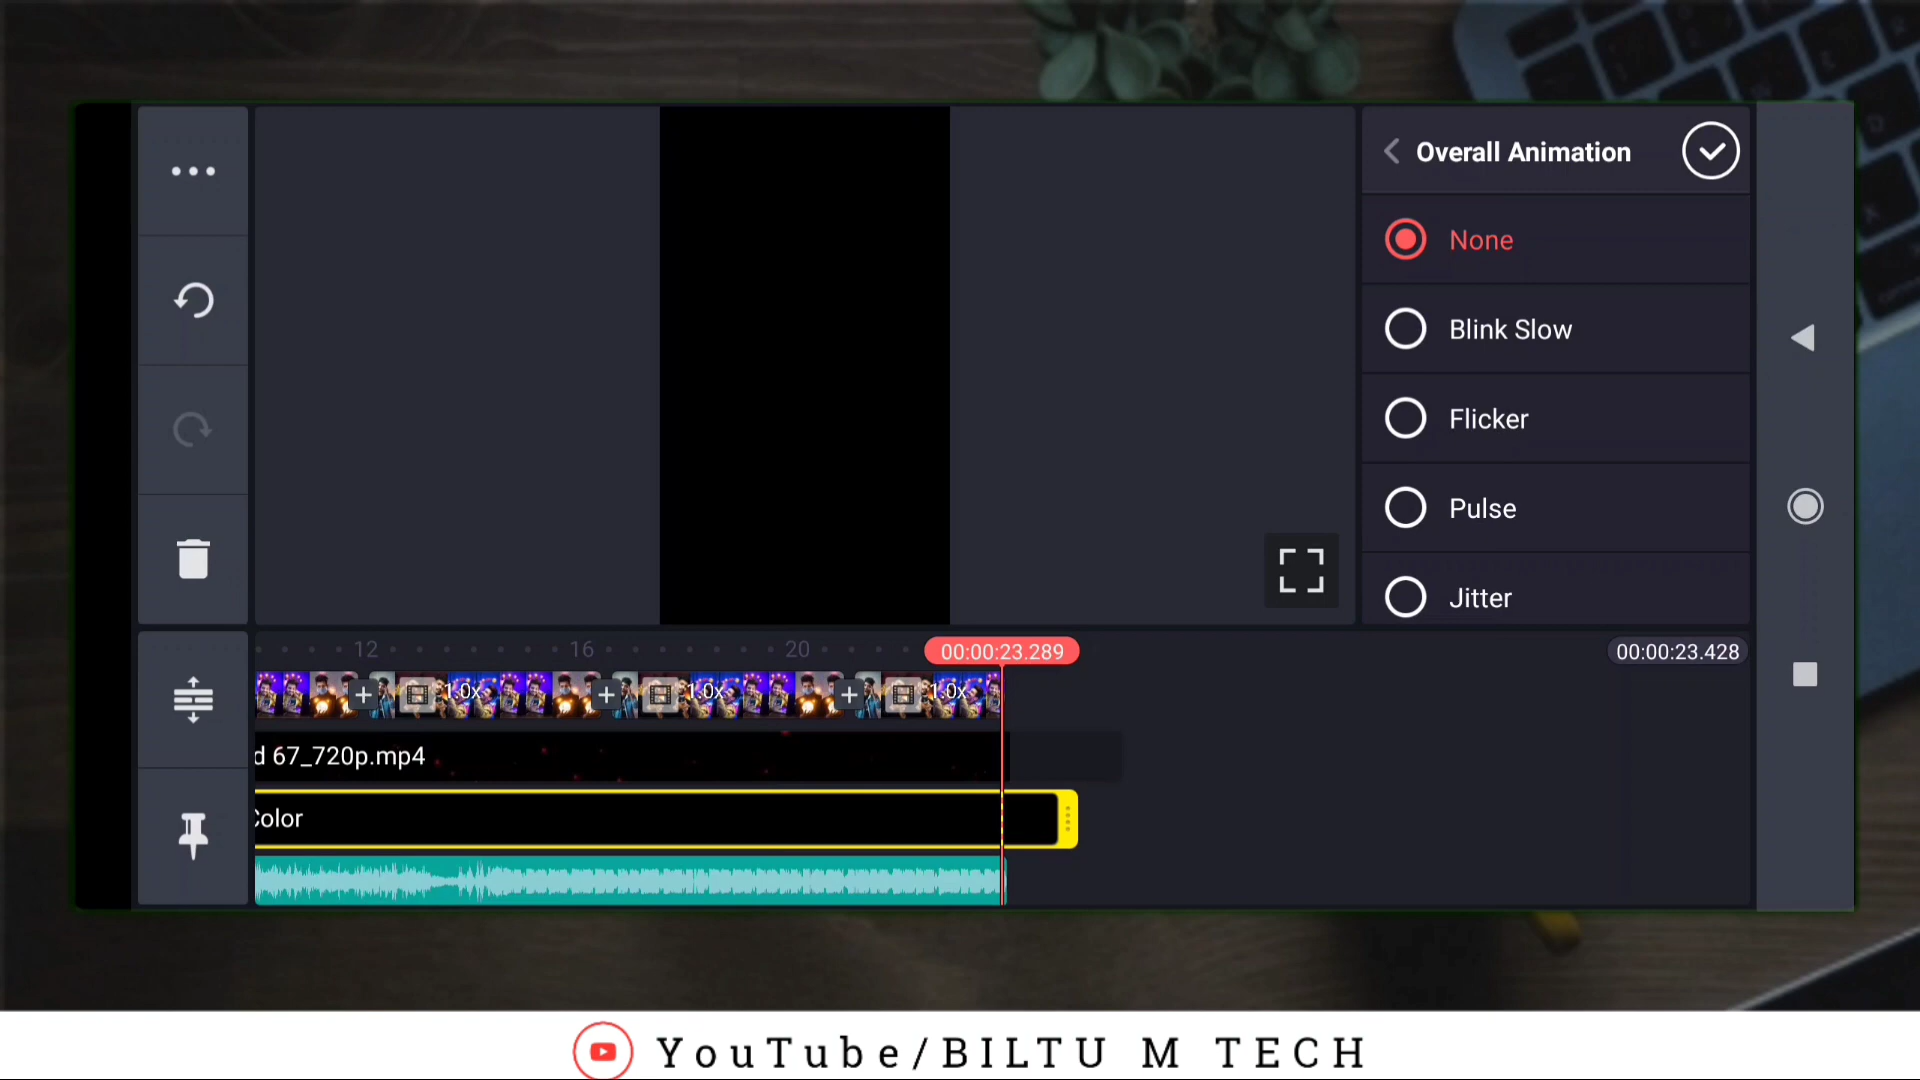 Overall Animation
None
Blink Slow
Flicker
Pulse
Jitter
12
16
20
00:00:23.289
00:00:23.428
1.0x
1.0x
1.0x
d 67_720p.mp4
Color
YouTube/BILTU M TECH